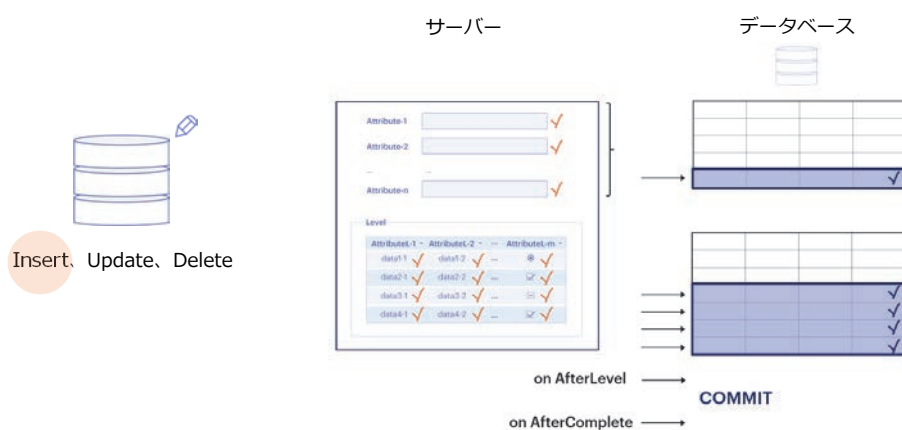 サーバー
データベース
Insert、Update、Delete
Attribute-1
Attribute-2
... ...
Attribute-n
Level
AttributeL-1 AttributeL-2 ... AttributeL-m
data1-1 data1-2 ...
data2-1 data2-2 ...
data3-1 data3-2 ...
data4-1 data4-2 ...
on AfterLevel
COMMIT
on AfterComplete